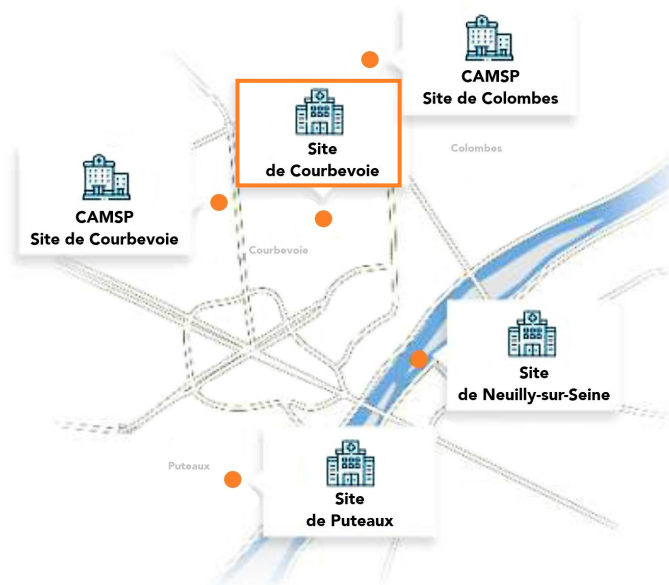 CAMSP
Site de Colombes
Site
de Courbevoie
Colombes
CAMSP
Site de Courbevoie
Courbevoie
Site
de Neuilly-sur-Seine
Puteaux
Site
de Puteaux